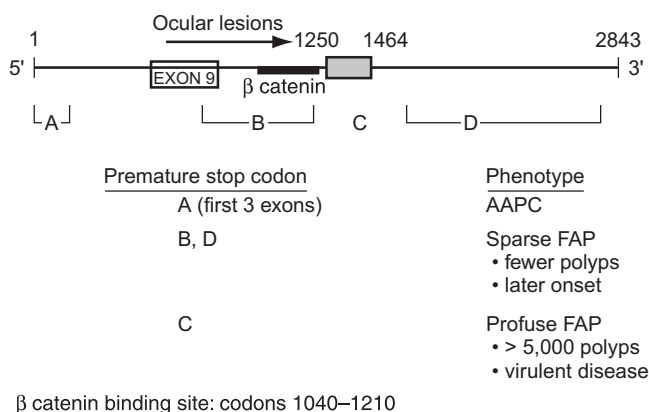 Ocular lesions
1 1250 1464 2843
5' EXON 9 3'
β catenin
A B C D
Premature stop codon Phenotype
A (first 3 exons) AAPC
B, D Sparse FAP
• fewer polyps
• later onset
C Profuse FAP
• > 5,000 polyps
• virulent disease
β catenin binding site: codons 1040–1210